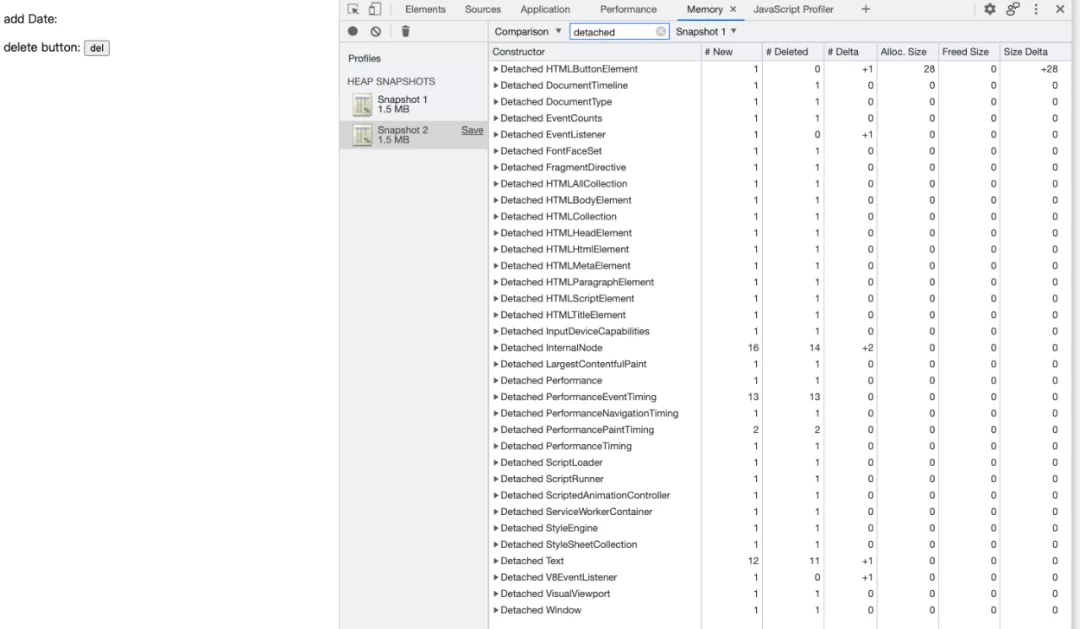 add Date:
delete button: del
Elements Sources Application Performance Memory × JavaScript Profiler +
Comparison ▼ detached Snapshot 1 ▼
Profiles
HEAP SNAPSHOTS
Snapshot 1
1.5 MB
Snapshot 2 Save
1.5 MB
Constructor # New # Deleted # Delta Alloc. Size Freed Size Size Delta
Detached HTMLButtonElement 1 0 +1 28 0 +28
Detached DocumentTimeline 1 1 0 0 0 0
Detached DocumentType 1 1 0 0 0 0
Detached EventCounts 1 1 0 0 0 0
Detached EventListener 1 0 +1 0 0 0
Detached FontFaceSet 1 1 0 0 0 0
Detached FragmentDirective 1 1 0 0 0 0
Detached HTMLAllCollection 1 1 0 0 0 0
Detached HTMLBodyElement 1 1 0 0 0 0
Detached HTMLCollection 1 1 0 0 0 0
Detached HTMLHeadElement 1 1 0 0 0 0
Detached HTMLHtmlElement 1 1 0 0 0 0
Detached HTMLMetaElement 1 1 0 0 0 0
Detached HTMLParagraphElement 1 1 0 0 0 0
Detached HTMLScriptElement 1 1 0 0 0 0
Detached HTMLTitleElement 1 1 0 0 0 0
Detached InputDeviceCapabilities 1 1 0 0 0 0
Detached InternalNode 16 14 +2 0 0 0
Detached LargestContentfulPaint 1 1 0 0 0 0
Detached Performance 1 1 0 0 0 0
Detached PerformanceEventTiming 13 13 0 0 0 0
Detached PerformanceNavigationTiming 1 1 0 0 0 0
Detached PerformancePaintTiming 2 2 0 0 0 0
Detached PerformanceTiming 1 1 0 0 0 0
Detached ScriptLoader 1 1 0 0 0 0
Detached ScriptRunner 1 1 0 0 0 0
Detached ScriptedAnimationController 1 1 0 0 0 0
Detached ServiceWorkerContainer 1 1 0 0 0 0
Detached StyleEngine 1 1 0 0 0 0
Detached StyleSheetCollection 1 1 0 0 0 0
Detached Text 12 11 +1 0 0 0
Detached V8EventListener 1 0 +1 0 0 0
Detached VisualViewport 1 1 0 0 0 0
Detached Window 1 1 0 0 0 0